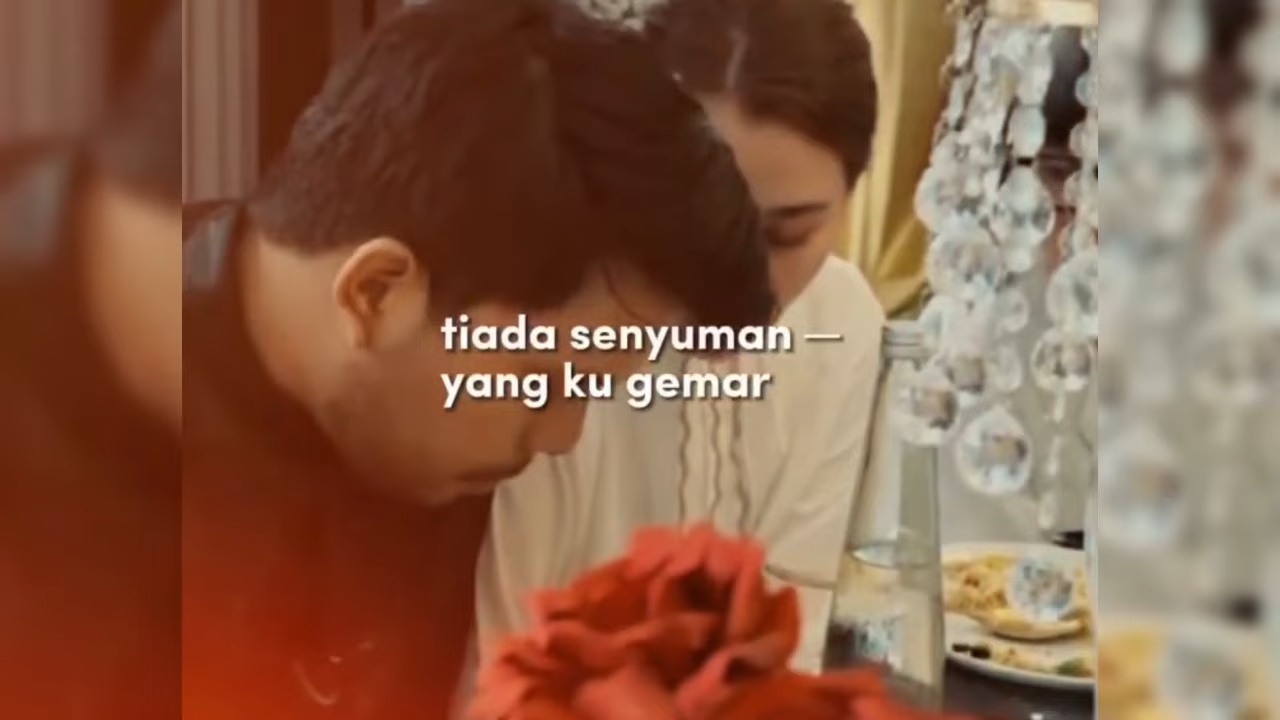 tiada senyuman —
yang ku gemar